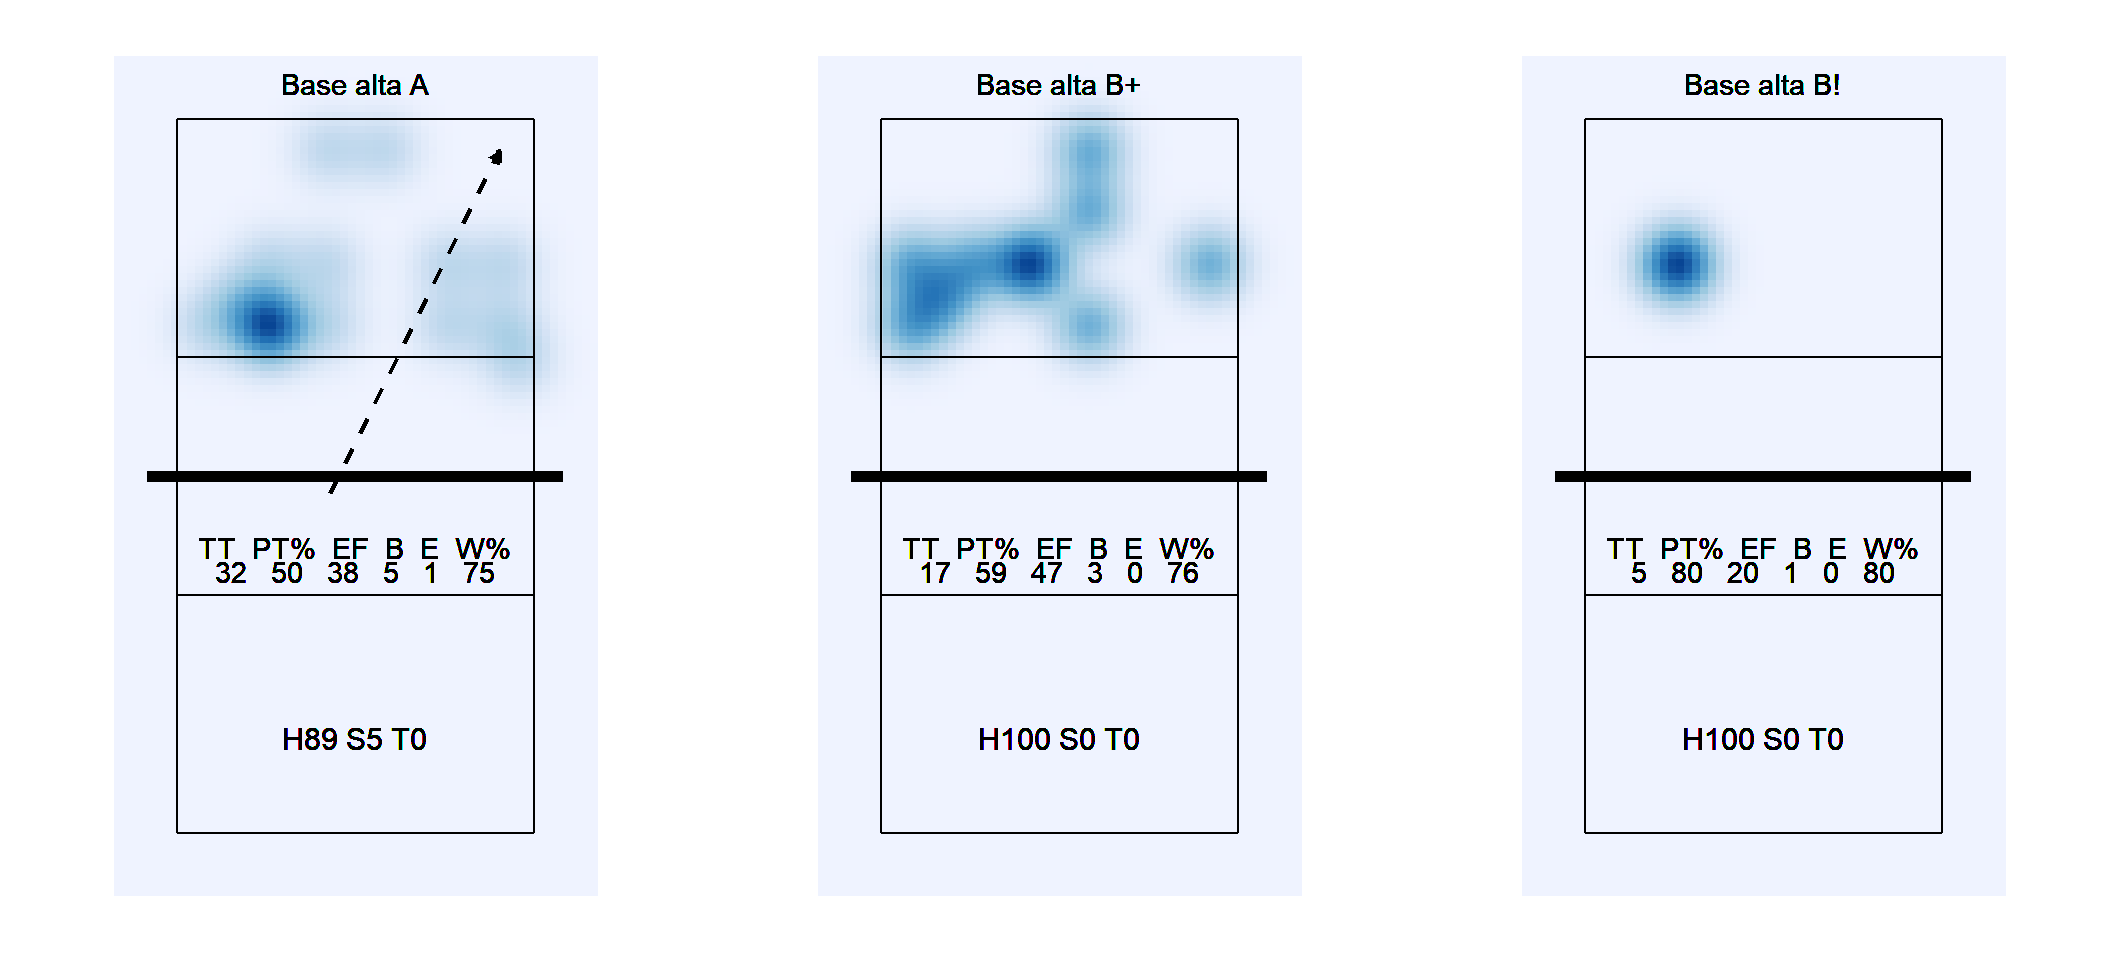 Base alta A
TT PT% EF B E W%
32 50 38 5 1 75
H89 S5 T0
Base alta B+
TT PT% EF B E W%
17 59 47 3 0 76
H100 S0 T0
Base alta B!
TT PT% EF B E W%
5 80 20 1 0 80
H100 S0 T0